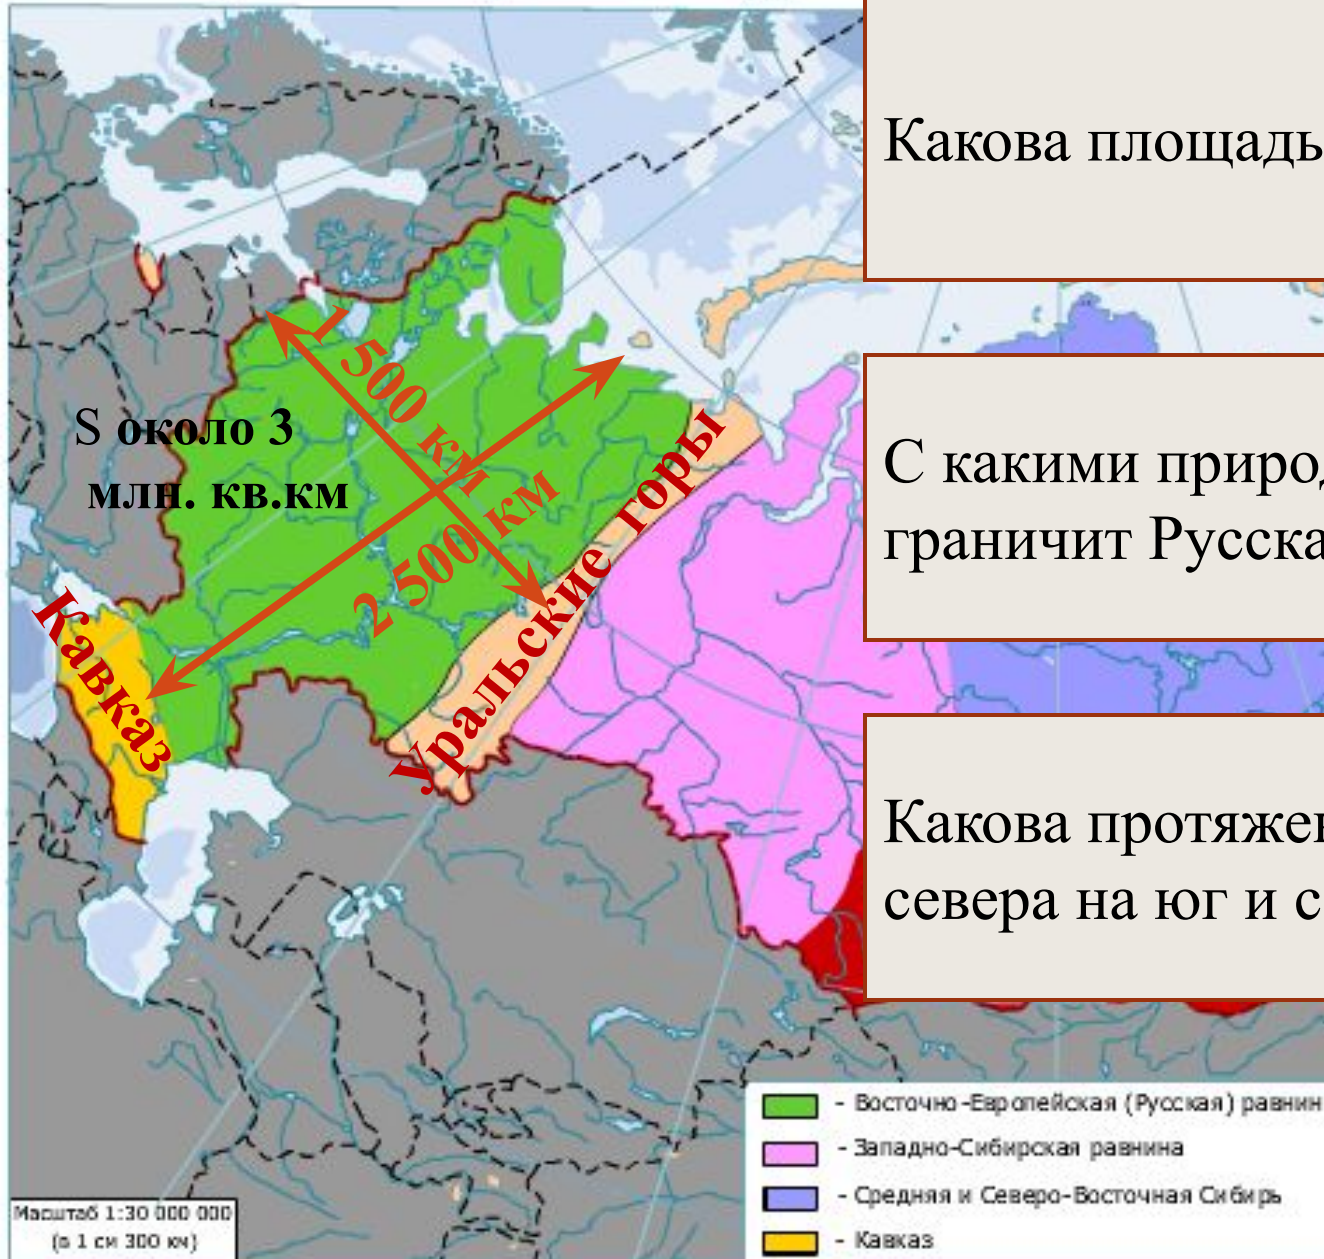 Какова площадь
S около 3
млн. кв.км
1 500 км
2 500 км
Кавказ
Уральские горы
С какими природ
граничит Русска
Какова протяжен
севера на юг и с
- Восточно-Европейская (Русская) равнин
- Западно-Сибирская равнина
- Средняя и Северо-Восточная Сибирь
- Кавказ
Масштаб 1:30 000 000
(в 1 см 300 км)